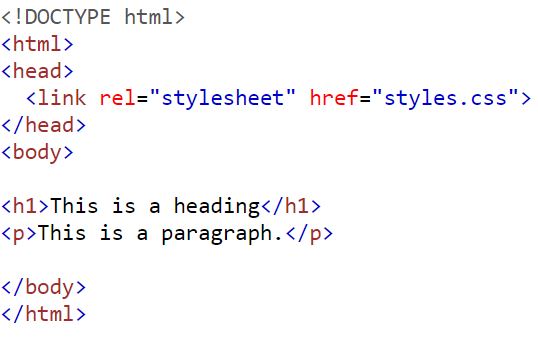 <!DOCTYPE html>
<html>
<head>
  <link rel="stylesheet" href="styles.css">
</head>
<body>

<h1>This is a heading</h1>
<p>This is a paragraph.</p>

</body>
</html>